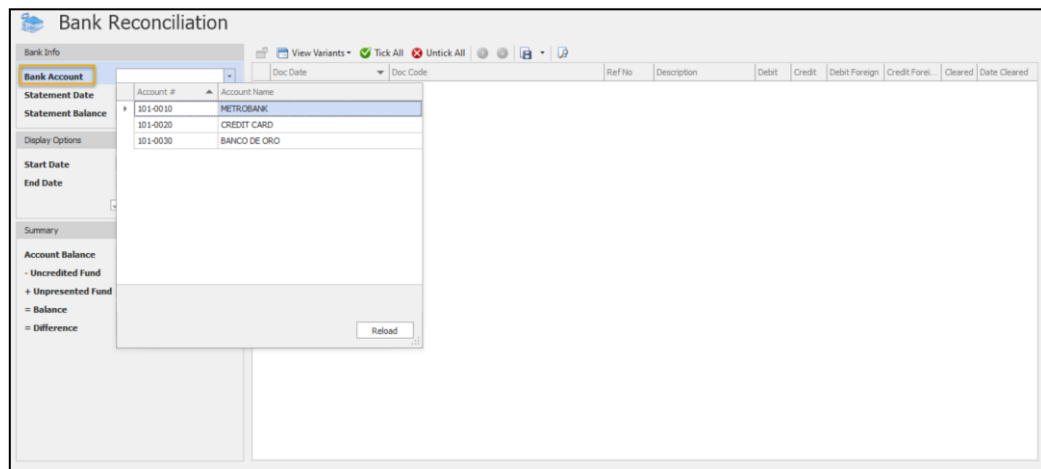 Bank Reconciliation
Bank Info
View Variants Tick All Untick All
Bank Account
Doc Date Doc Code Ref No Description Debit Credit Debit Foreign Credit Forei... Cleared Date Cleared
Statement Date
Statement Balance
Account # Account Name
101-0010 METROBANK
101-0020 CREDIT CARD
101-0030 BANCO DE ORO
Display Options
Start Date
End Date
Summary
Account Balance
- Uncredited Fund
+ Unpresented Fund
= Balance
= Difference
Reload